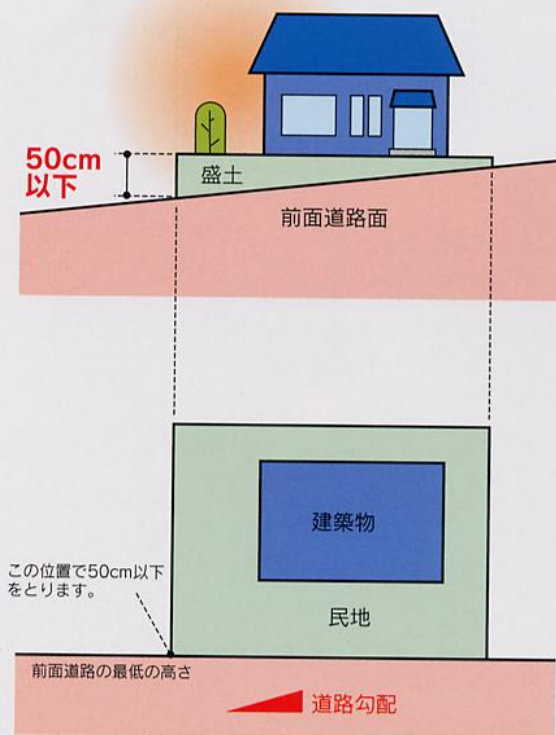 50cm
以下
盛土
前面道路面
建築物
この位置で50cm以下
をとります。
民地
前面道路の最低の高さ
道路勾配